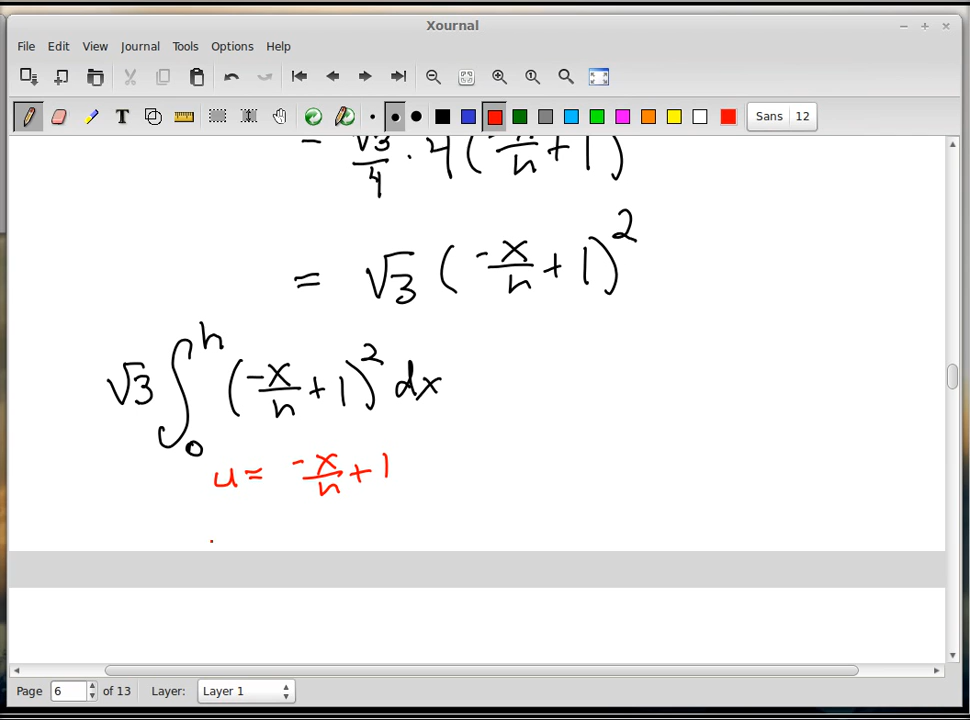 Xournal
File Edit View Journal Tools Options Help
T Sans 12
= √3/4 · 4(-x/h + 1)
= √3 (-x/h + 1)²
√3 ∫₀ʰ (-x/h + 1)² dx
u = -x/h + 1
Page 6 of 13 Layer: Layer 1